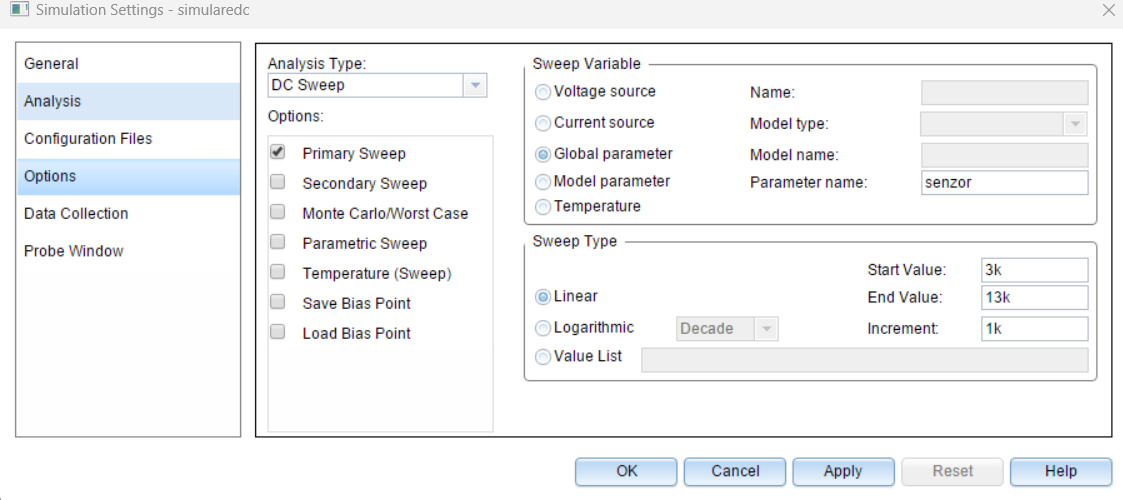 Simulation Settings - simularedc
General
Analysis
Configuration Files
Options
Data Collection
Probe Window
Analysis Type:
DC Sweep
Options:
Primary Sweep
Secondary Sweep
Monte Carlo/Worst Case
Parametric Sweep
Temperature (Sweep)
Save Bias Point
Load Bias Point
Sweep Variable
Voltage source
Name:
Current source
Model type:
Global parameter
Model name:
Model parameter
Parameter name: senzor
Temperature
Sweep Type
Start Value: 3k
Linear
End Value: 13k
Logarithmic Decade
Increment: 1k
Value List
OK Cancel Apply Reset Help